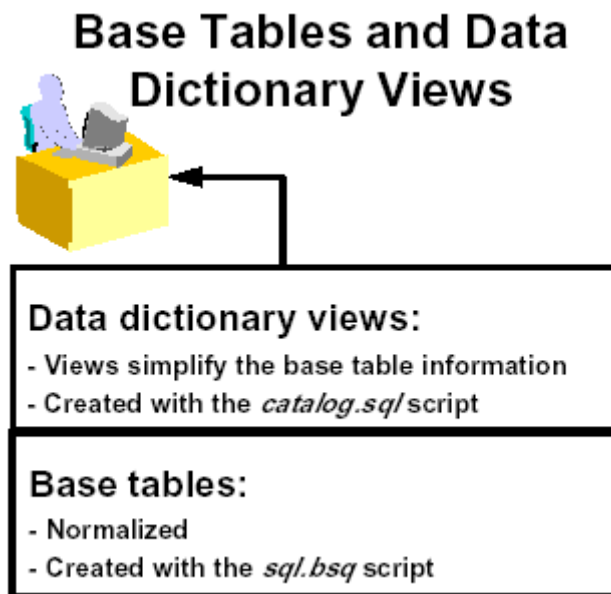 Base Tables and Data
Dictionary Views
Data dictionary views:
- Views simplify the base table information
- Created with the catalog.sql script
Base tables:
- Normalized
- Created with the sql.bsq script